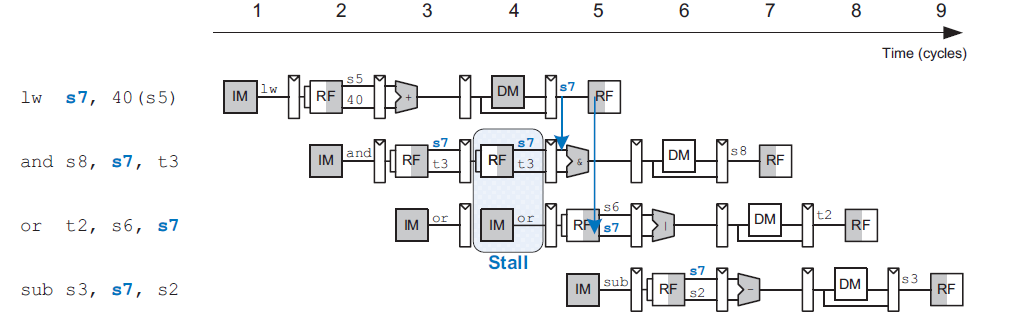 1 2 3 4 5 6 7 8 9
Time (cycles)
lw s7, 40(s5) IM lw RF s5 40 + DM s7 RF
and s8, s7, t3 IM and RF s7 t3 RF s7 t3 & DM s8 RF
or t2, s6, s7 IM or IM or RF s6 s7 | DM t2 RF
Stall
sub s3, s7, s2 IM sub RF s7 s2 - DM s3 RF